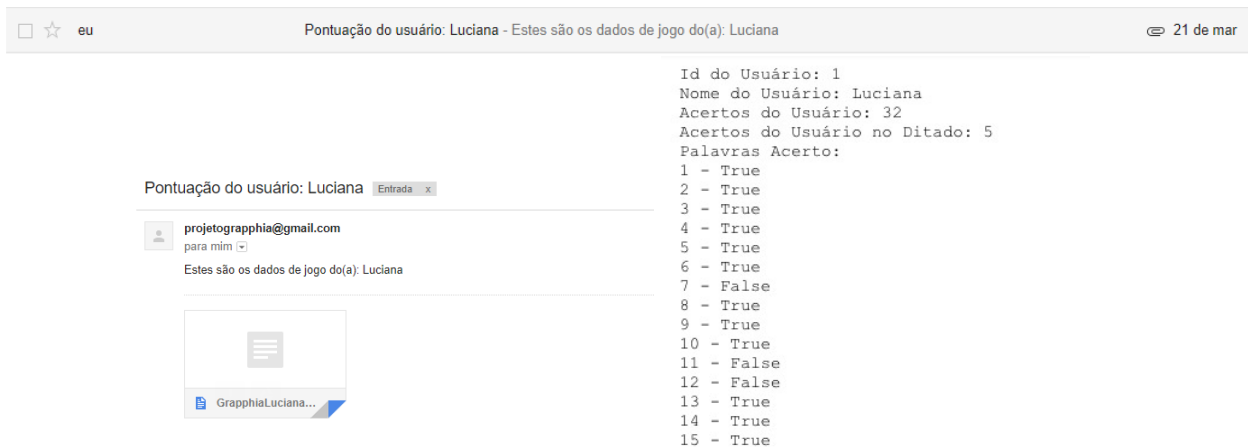 eu Pontuação do usuário: Luciana - Estes são os dados de jogo do(a): Luciana 21 de mar
Pontuação do usuário: Luciana Entrada x
projetograpphia@gmail.com
para mim
Estes são os dados de jogo do(a): Luciana
GrapphiaLuciana...
Id do Usuário: 1
Nome do Usuário: Luciana
Acertos do Usuário: 32
Acertos do Usuário no Ditado: 5
Palavras Acerto:
1 - True
2 - True
3 - True
4 - True
5 - True
6 - True
7 - False
8 - True
9 - True
10 - True
11 - False
12 - False
13 - True
14 - True
15 - True